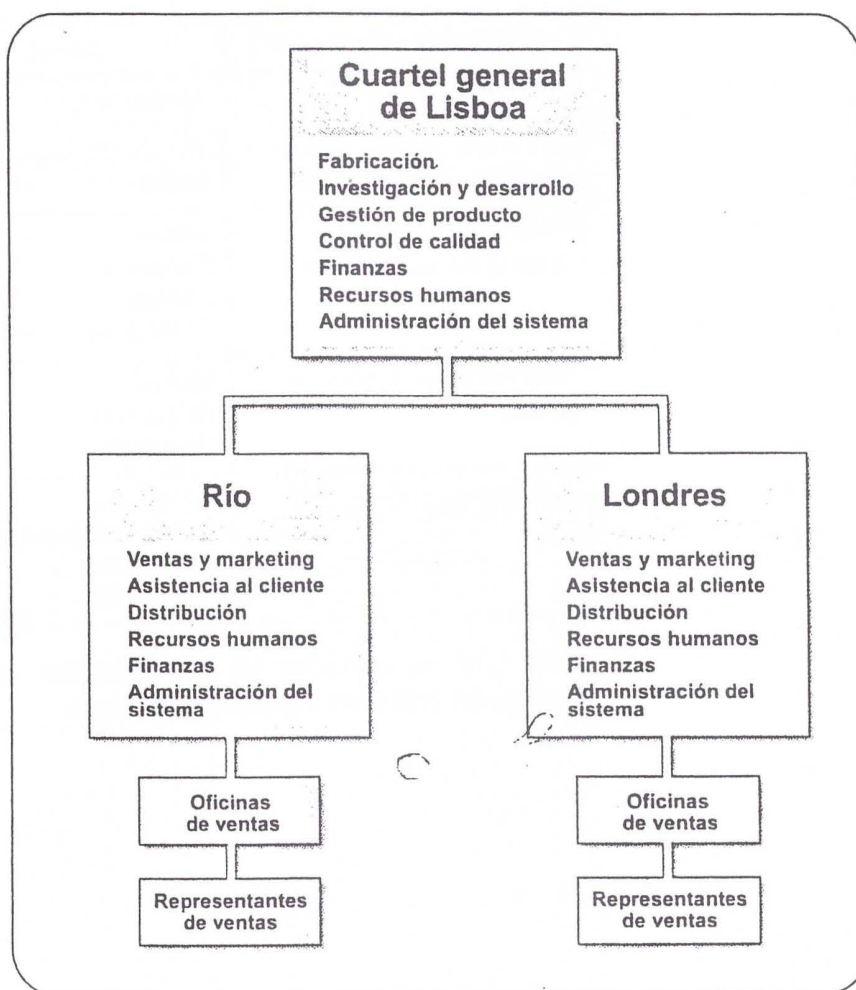 Cuartel general
de Lisboa
Fabricación
Investigación y desarrollo
Gestión de producto
Control de calidad
Finanzas
Recursos humanos
Administración del sistema
Río
Ventas y marketing
Asistencia al cliente
Distribución
Recursos humanos
Finanzas
Administración del
sistema
Oficinas
de ventas
Representantes
de ventas
Londres
Ventas y marketing
Asistencia al cliente
Distribución
Recursos humanos
Finanzas
Administración del
sistema
Oficinas
de ventas
Representantes
de ventas